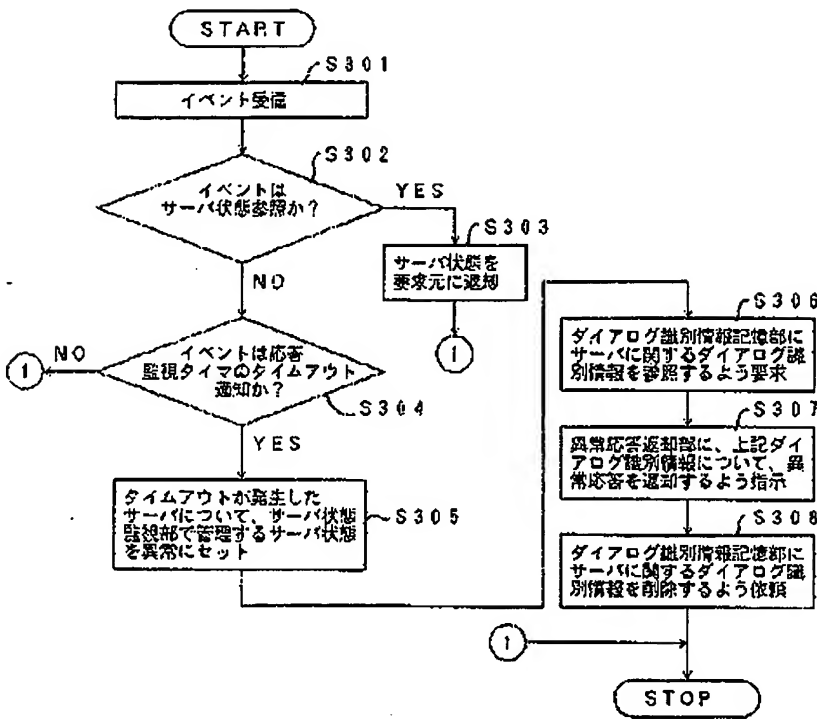 START
S301
イベント受信
S302
イベントは
サーバ状態参照か?
YES
NO
S303
サーバ状態を
要求元に返却
1
イベントは応答
監視タイマのタイムアウト
通知か?
NO
1
S304
YES
タイムアウトが発生した
サーバについて、サーバ状態
監視部で管理するサーバ状態
を異常にセット
S305
S306
ダイアログ識別情報記憶部に
サーバに関するダイアログ識
別情報を参照するよう要求
S307
異常応答返却部に、上記ダイ
アログ識別情報について、異
常応答を返却するよう指示
S308
ダイアログ識別情報記憶部に
サーバに関するダイアログ識
別情報を削除するよう依頼
1
STOP